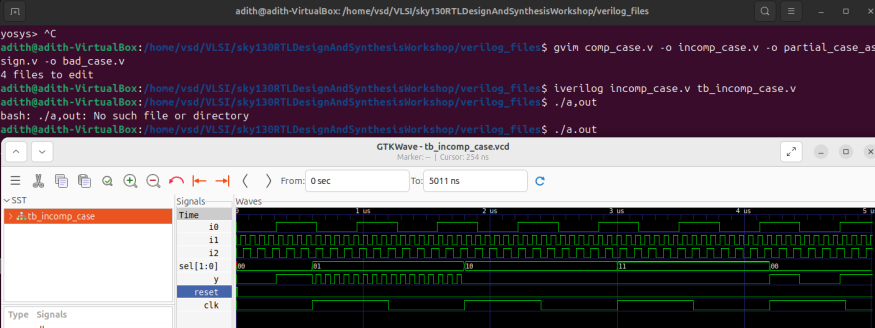 adith@adith-VirtualBox: /home/vsd/VLSI/sky130RTLDesignAndSynthesisWorkshop/verilog_files
yosys> ^C
adith@adith-VirtualBox:/home/vsd/VLSI/sky130RTLDesignAndSynthesisWorkshop/verilog_files$ gvim comp_case.v -o incomp_case.v -o partial_case_as
sign.v -o bad_case.v
4 files to edit
adith@adith-VirtualBox:/home/vsd/VLSI/sky130RTLDesignAndSynthesisWorkshop/verilog_files$ iverilog incomp_case.v tb_incomp_case.v
adith@adith-VirtualBox:/home/vsd/VLSI/sky130RTLDesignAndSynthesisWorkshop/verilog_files$ ./a,out
bash: ./a,out: No such file or directory
adith@adith-VirtualBox:/home/vsd/VLSI/sky130RTLDesignAndSynthesisWorkshop/verilog_files$ ./a.out
GTKWave - tb_incomp_case.vcd
Marker: -- | Cursor: 254 ns
From: 0 sec To: 5011 ns
SST
tb_incomp_case
Signals
Waves
Time
1 us 2 us 3 us 4 us 5 u
i0
i1
i2
sel[1:0] 00 01 10 11 00
y
reset
clk
Type Signals